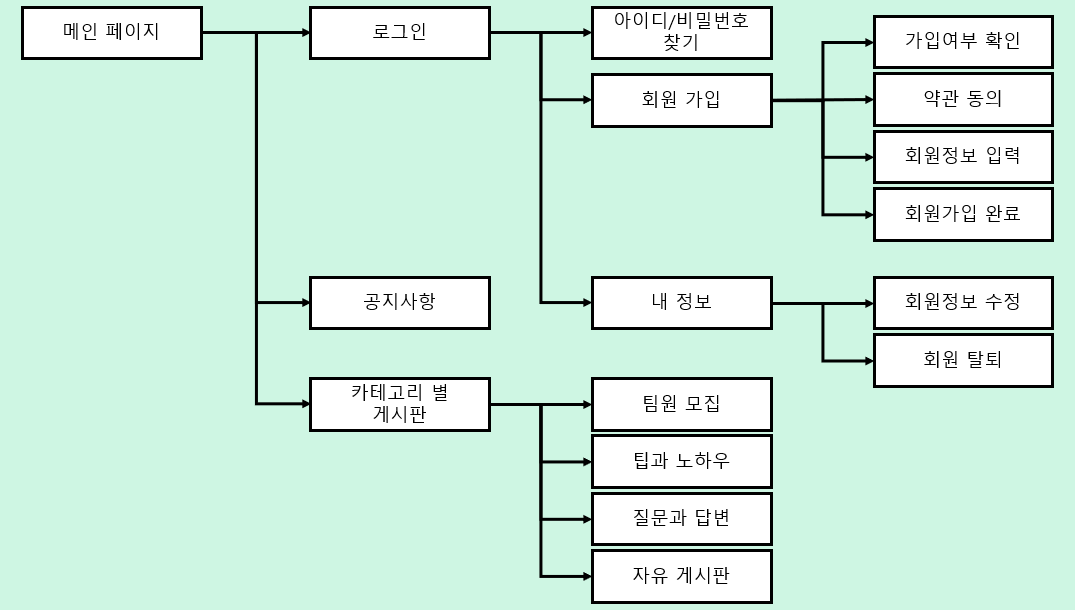 메인 페이지
로그인
아이디/비밀번호
찾기
회원 가입
가입여부 확인
약관 동의
회원정보 입력
회원가입 완료
공지사항
내 정보
회원정보 수정
회원 탈퇴
카테고리 별
게시판
팀원 모집
팁과 노하우
질문과 답변
자유 게시판